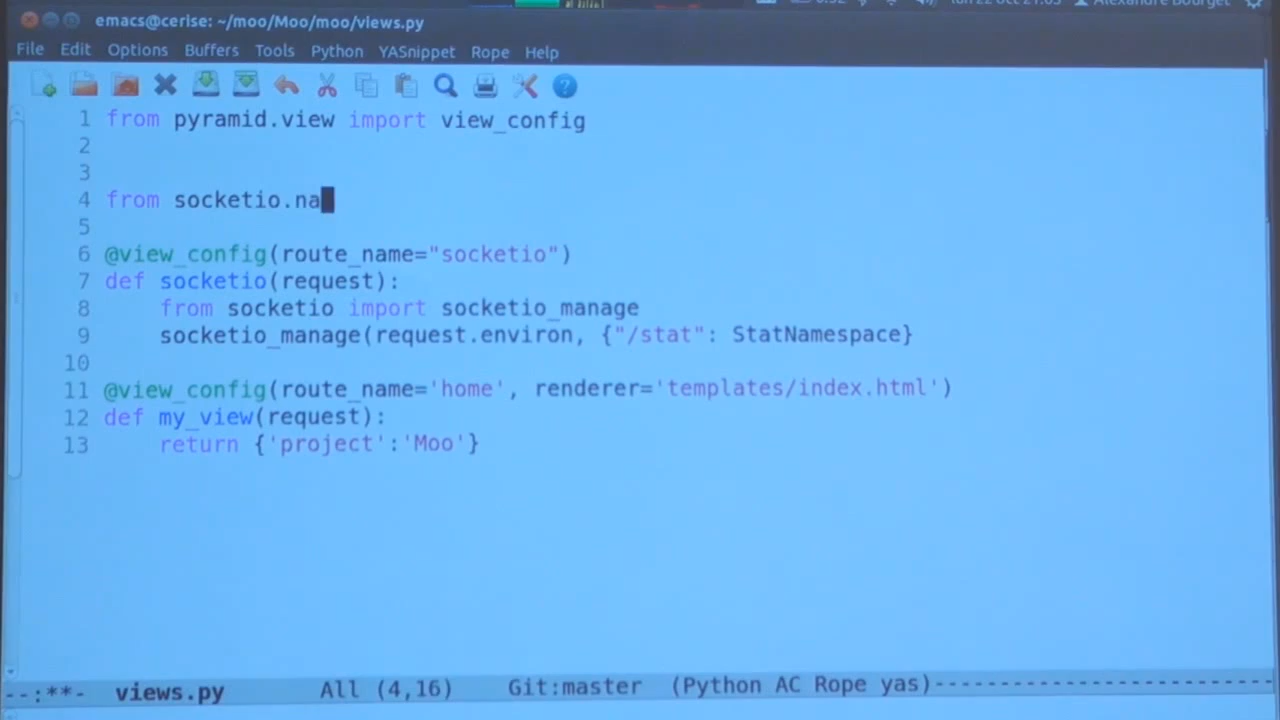 emacs@cerise: ~/moo/Moo/moo/views.py
File Edit Options Buffers Tools Python YASnippet Rope Help
1 from pyramid.view import view_config
2
3
4 from socketio.na
5
6 @view_config(route_name="socketio")
7 def socketio(request):
8 from socketio import socketio_manage
9 socketio_manage(request.environ, {"/stat": StatNamespace}
10
11 @view_config(route_name='home', renderer='templates/index.html')
12 def my_view(request):
13 return {'project':'Moo'}
--:**- views.py All (4,16) Git:master (Python AC Rope yas)--------------------------